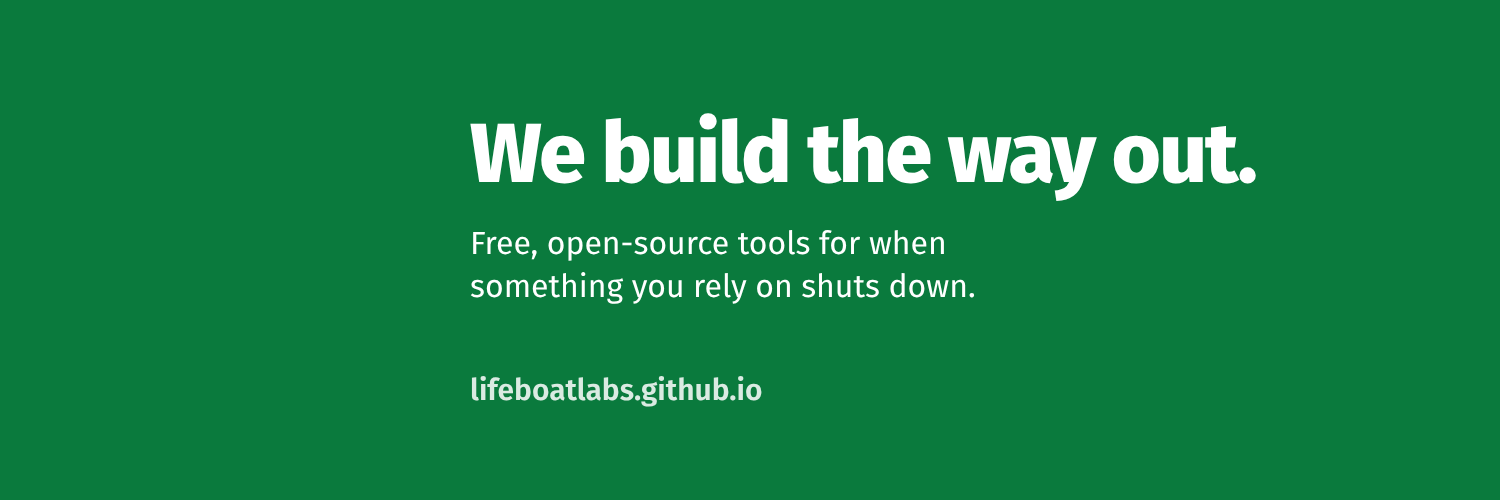 We build the way out.
Free, open-source tools for when
something you rely on shuts down.
lifeboatlabs.github.io